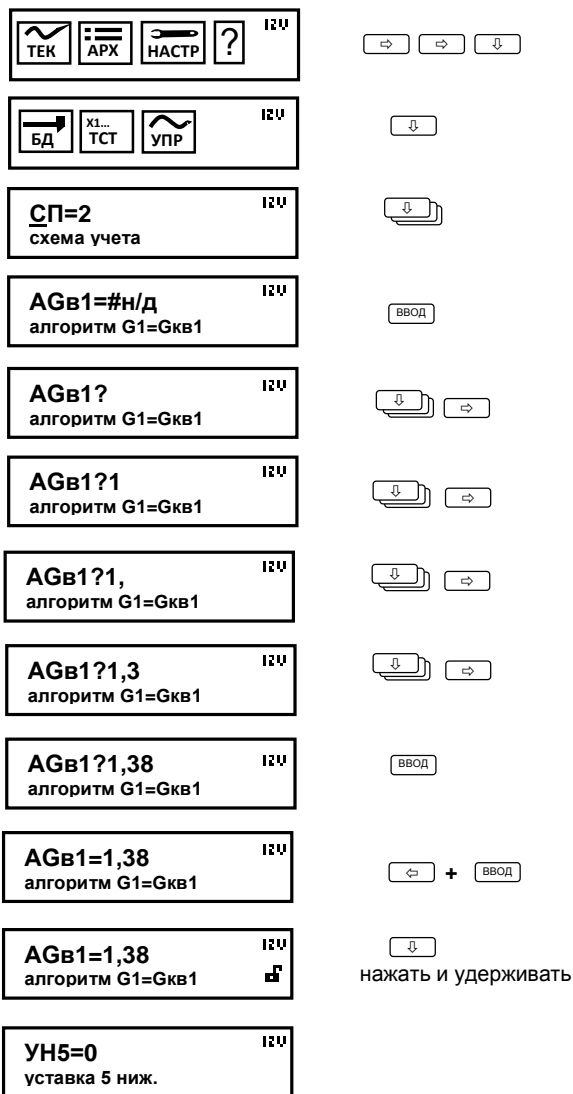 ТЕК АРХ НАСТР ? 12V
БД X1... ТСТ УПР 12V
СП=2 12V
схема учета
AGв1=#н/д 12V
алгоритм G1=Gкв1 ВВОД
AGв1? 12V
алгоритм G1=Gкв1
AGв1?1 12V
алгоритм G1=Gкв1
AGв1?1, 12V
алгоритм G1=Gкв1
AGв1?1,3 12V
алгоритм G1=Gкв1
AGв1?1,38 12V ВВОД
алгоритм G1=Gкв1
AGв1=1,38 12V
алгоритм G1=Gкв1 + ВВОД
AGв1=1,38 12V
алгоритм G1=Gкв1 нажать и удерживать
УН5=0 12V
уставка 5 ниж.